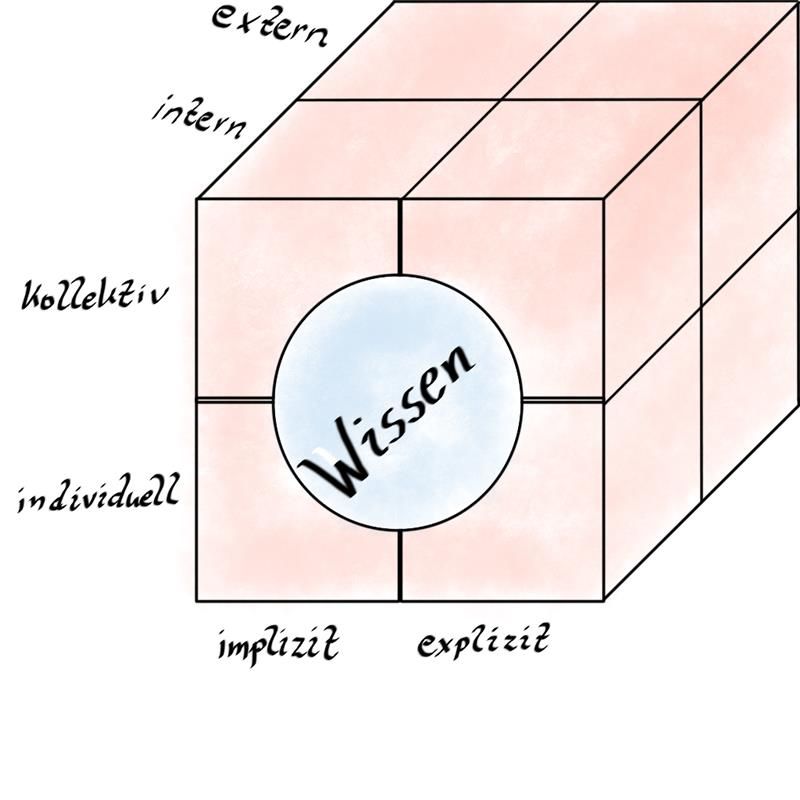 extern
intern
kollektiv
Wissen
individuell
implizit
explizit